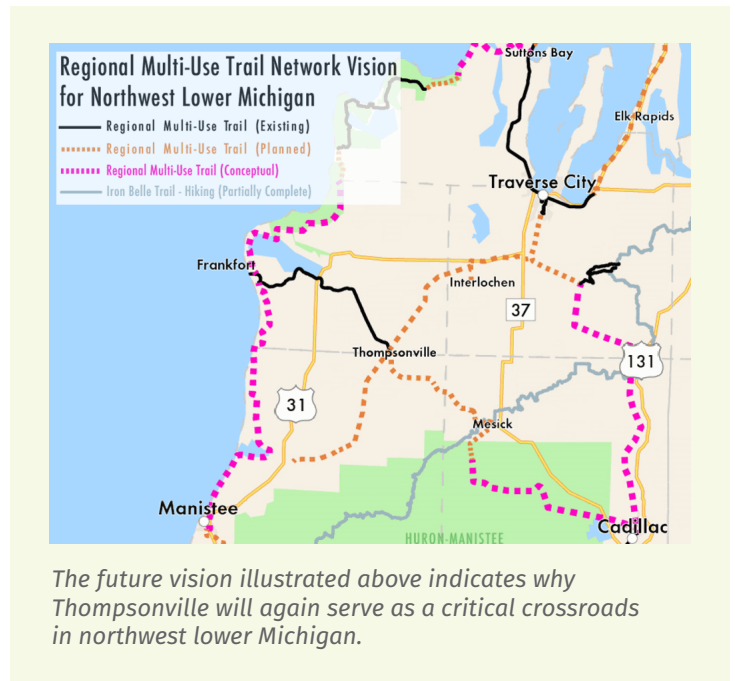 Regional Multi-Use Trail Network Vision
for Northwest Lower Michigan
Regional Multi-Use Trail (Existing)
Regional Multi-Use Trail (Planned)
Regional Multi-Use Trail (Conceptual)
Iron Belle Trail - Hiking (Partially Complete)
Suttons Bay
Elk Rapids
Traverse City
Frankfort
Interlochen
37
Thompsonville
131
31
Mesick
Manistee
Cadillac
HURON-MANISTEE
The future vision illustrated above indicates why
Thompsonville will again serve as a critical crossroads
in northwest lower Michigan.